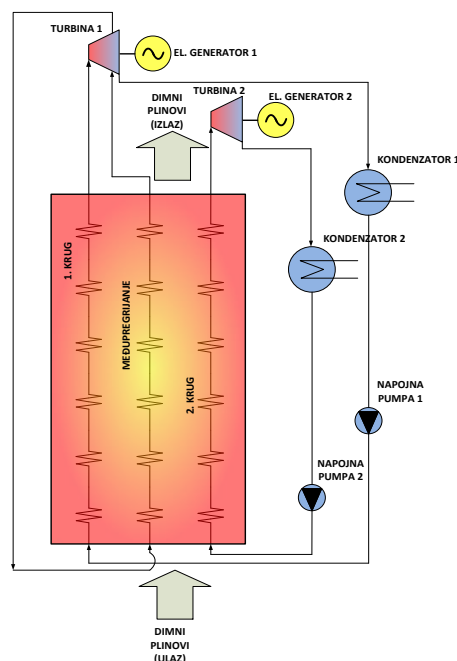 TURBINA 1
EL. GENERATOR 1
TURBINA 2
EL. GENERATOR 2
DIMNI
PLINOVI
(IZLAZ)
KONDENZATOR 1
KONDENZATOR 2
1. KRUG
MEĐUPREGRIJANJE
2. KRUG
NAPOJNA
PUMPA 1
NAPOJNA
PUMPA 2
DIMNI
PLINOVI
(ULAZ)